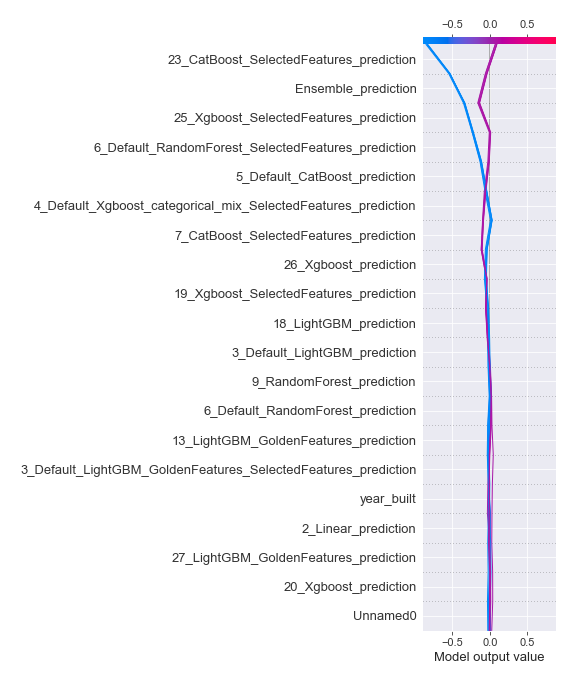 −0.5 0.0 0.5
23_CatBoost_SelectedFeatures_prediction
Ensemble_prediction
25_Xgboost_SelectedFeatures_prediction
6_Default_RandomForest_SelectedFeatures_prediction
5_Default_CatBoost_prediction
4_Default_Xgboost_categorical_mix_SelectedFeatures_prediction
7_CatBoost_SelectedFeatures_prediction
26_Xgboost_prediction
19_Xgboost_SelectedFeatures_prediction
18_LightGBM_prediction
3_Default_LightGBM_prediction
9_RandomForest_prediction
6_Default_RandomForest_prediction
13_LightGBM_GoldenFeatures_prediction
3_Default_LightGBM_GoldenFeatures_SelectedFeatures_prediction
year_built
2_Linear_prediction
27_LightGBM_GoldenFeatures_prediction
20_Xgboost_prediction
Unnamed0
−0.5 0.0 0.5
Model output value